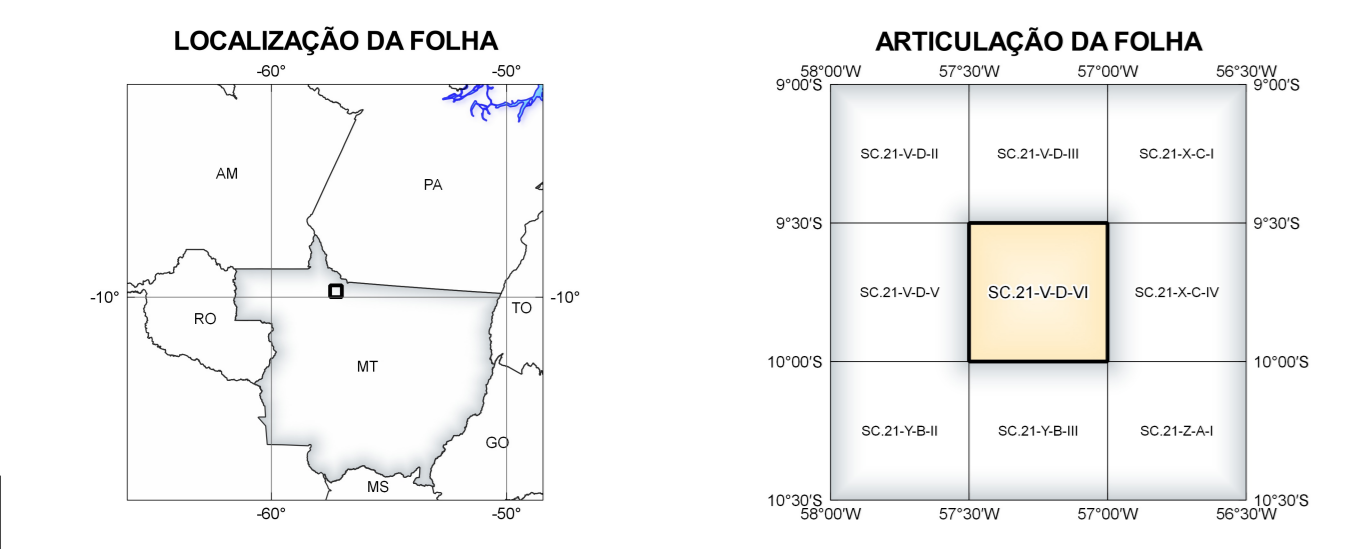 LOCALIZAÇÃO DA FOLHA
-60° -50°
AM
PA
-10° -10°
TO
RO
MT
GO
MS
-60° -50°
ARTICULAÇÃO DA FOLHA
58°00'W 57°30'W 57°00'W 56°30'W
9°00'S 9°00'S
SC.21-V-D-II SC.21-V-D-III SC.21-X-C-I
9°30'S 9°30'S
SC.21-V-D-V SC.21-V-D-VI SC.21-X-C-IV
10°00'S 10°00'S
SC.21-Y-B-II SC.21-Y-B-III SC.21-Z-A-I
10°30'S 10°30'S
58°00'W 57°30'W 57°00'W 56°30'W